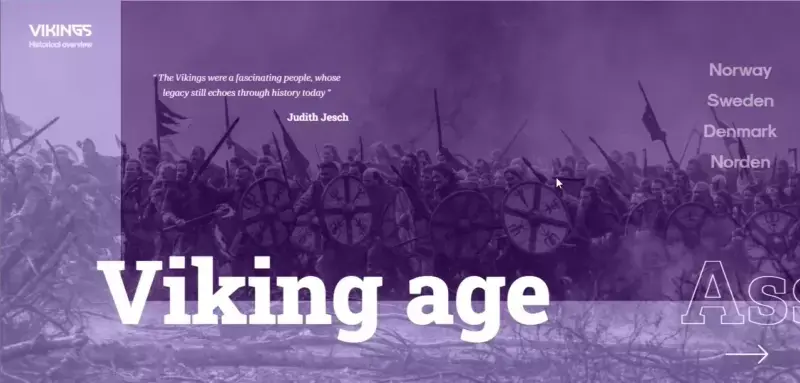 VIKINGS
Historical overview
“ The Vikings were a fascinating people, whose
legacy still echoes through history today ”
Judith Jesch
Norway
Sweden
Denmark
Norden
Viking age
Ass